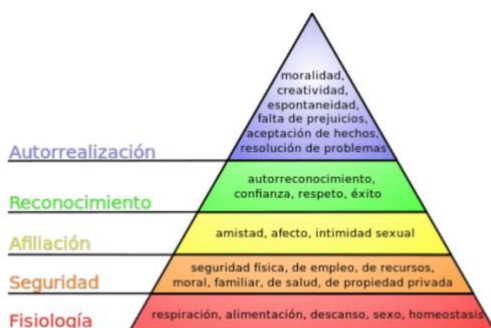 moralidad,
creatividad,
espontaneidad,
falta de prejuicios,
aceptación de hechos,
resolución de problemas
Autorrealización
autorreconocimiento,
confianza, respeto, éxito
Reconocimiento
amistad, afecto, intimidad sexual
Afiliación
seguridad física, de empleo, de recursos,
moral, familiar, de salud, de propiedad privada
Seguridad
respiración, alimentación, descanso, sexo, homeostasis
Fisiología